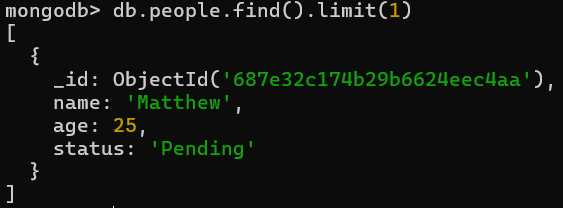 mongodb> db.people.find().limit(1)
[
  {
    _id: ObjectId('687e32c174b29b6624eec4aa'),
    name: 'Matthew',
    age: 25,
    status: 'Pending'
  }
]